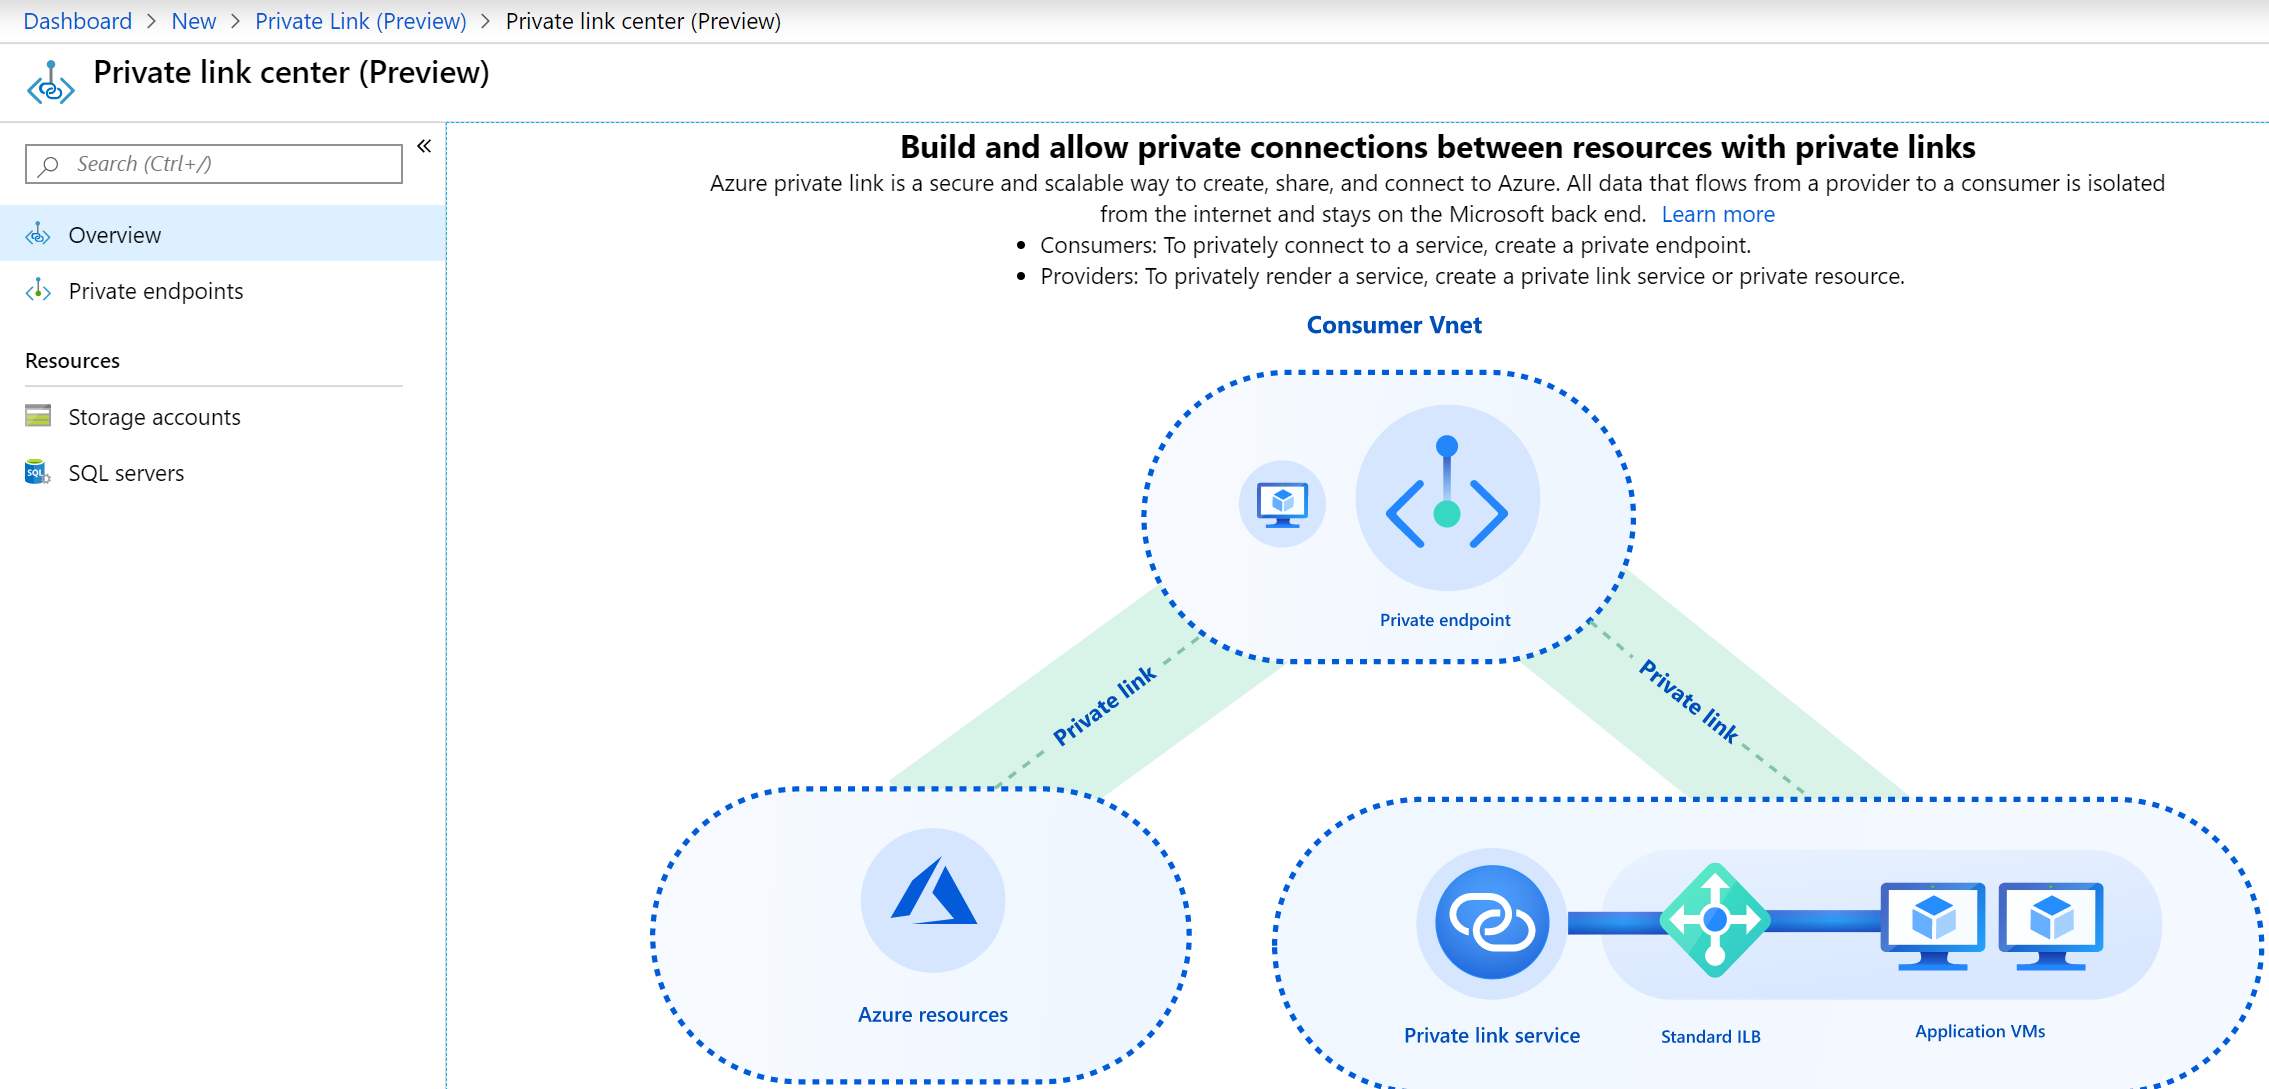 Dashboard > New > Private Link (Preview) > Private link center (Preview)
Private link center (Preview)
Search (Ctrl+/)
«
Overview
Private endpoints
Resources
Storage accounts
SQL
SQL servers
Build and allow private connections between resources with private links
Azure private link is a secure and scalable way to create, share, and connect to Azure. All data that flows from a provider to a consumer is isolated
from the internet and stays on the Microsoft back end. Learn more
• Consumers: To privately connect to a service, create a private endpoint.
• Providers: To privately render a service, create a private link service or private resource.
Consumer Vnet
Private endpoint
Private link
Private link
Azure resources
Private link service
Standard ILB
Application VMs